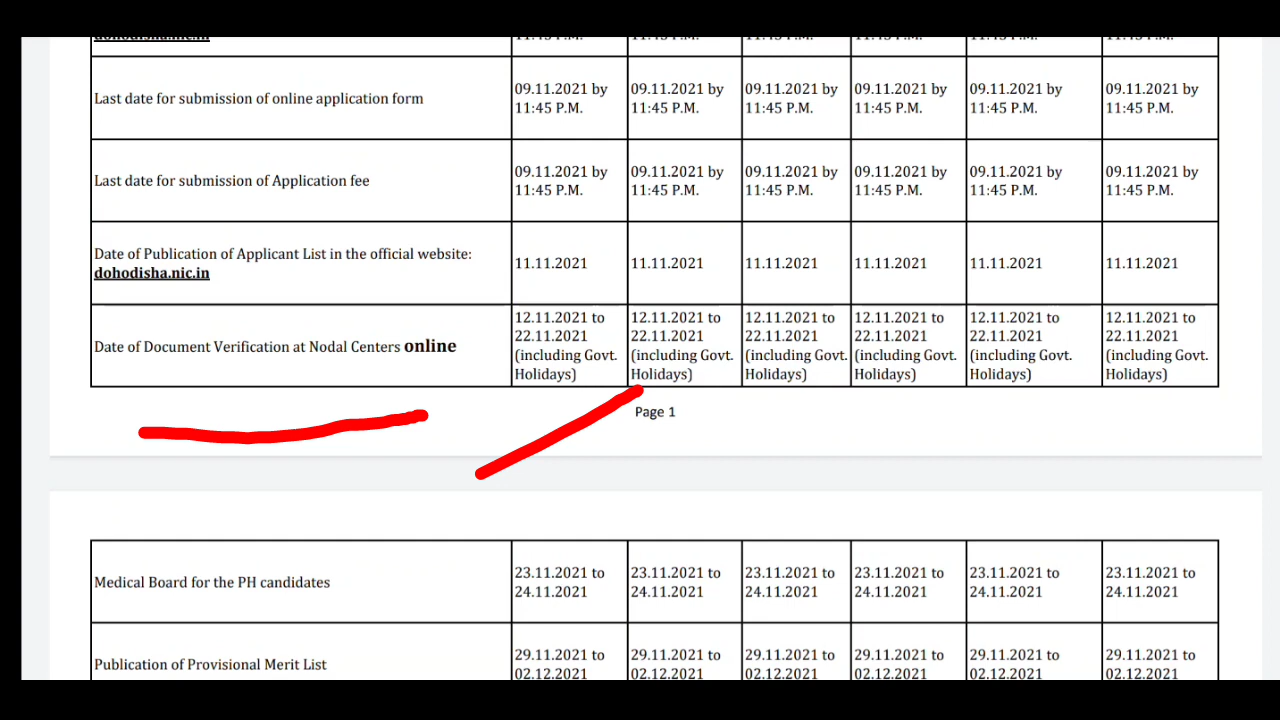 Last date for submission of online application form
09.11.2021 by
11:45 P.M.
09.11.2021 by
11:45 P.M.
09.11.2021 by
11:45 P.M.
09.11.2021 by
11:45 P.M.
09.11.2021 by
11:45 P.M.
09.11.2021 by
11:45 P.M.
Last date for submission of Application fee
09.11.2021 by
11:45 P.M.
09.11.2021 by
11:45 P.M.
09.11.2021 by
11:45 P.M.
09.11.2021 by
11:45 P.M.
09.11.2021 by
11:45 P.M.
09.11.2021 by
11:45 P.M.
Date of Publication of Applicant List in the official website:
dohodisha.nic.in
11.11.2021
11.11.2021
11.11.2021
11.11.2021
11.11.2021
11.11.2021
Date of Document Verification at Nodal Centers online
12.11.2021 to
22.11.2021
(including Govt.
Holidays)
12.11.2021 to
22.11.2021
(including Govt.
Holidays)
12.11.2021 to
22.11.2021
(including Govt.
Holidays)
12.11.2021 to
22.11.2021
(including Govt.
Holidays)
12.11.2021 to
22.11.2021
(including Govt.
Holidays)
12.11.2021 to
22.11.2021
(including Govt.
Holidays)
Page 1
Medical Board for the PH candidates
23.11.2021 to
24.11.2021
23.11.2021 to
24.11.2021
23.11.2021 to
24.11.2021
23.11.2021 to
24.11.2021
23.11.2021 to
24.11.2021
23.11.2021 to
24.11.2021
Publication of Provisional Merit List
29.11.2021 to
02.12.2021
29.11.2021 to
02.12.2021
29.11.2021 to
02.12.2021
29.11.2021 to
02.12.2021
29.11.2021 to
02.12.2021
29.11.2021 to
02.12.2021